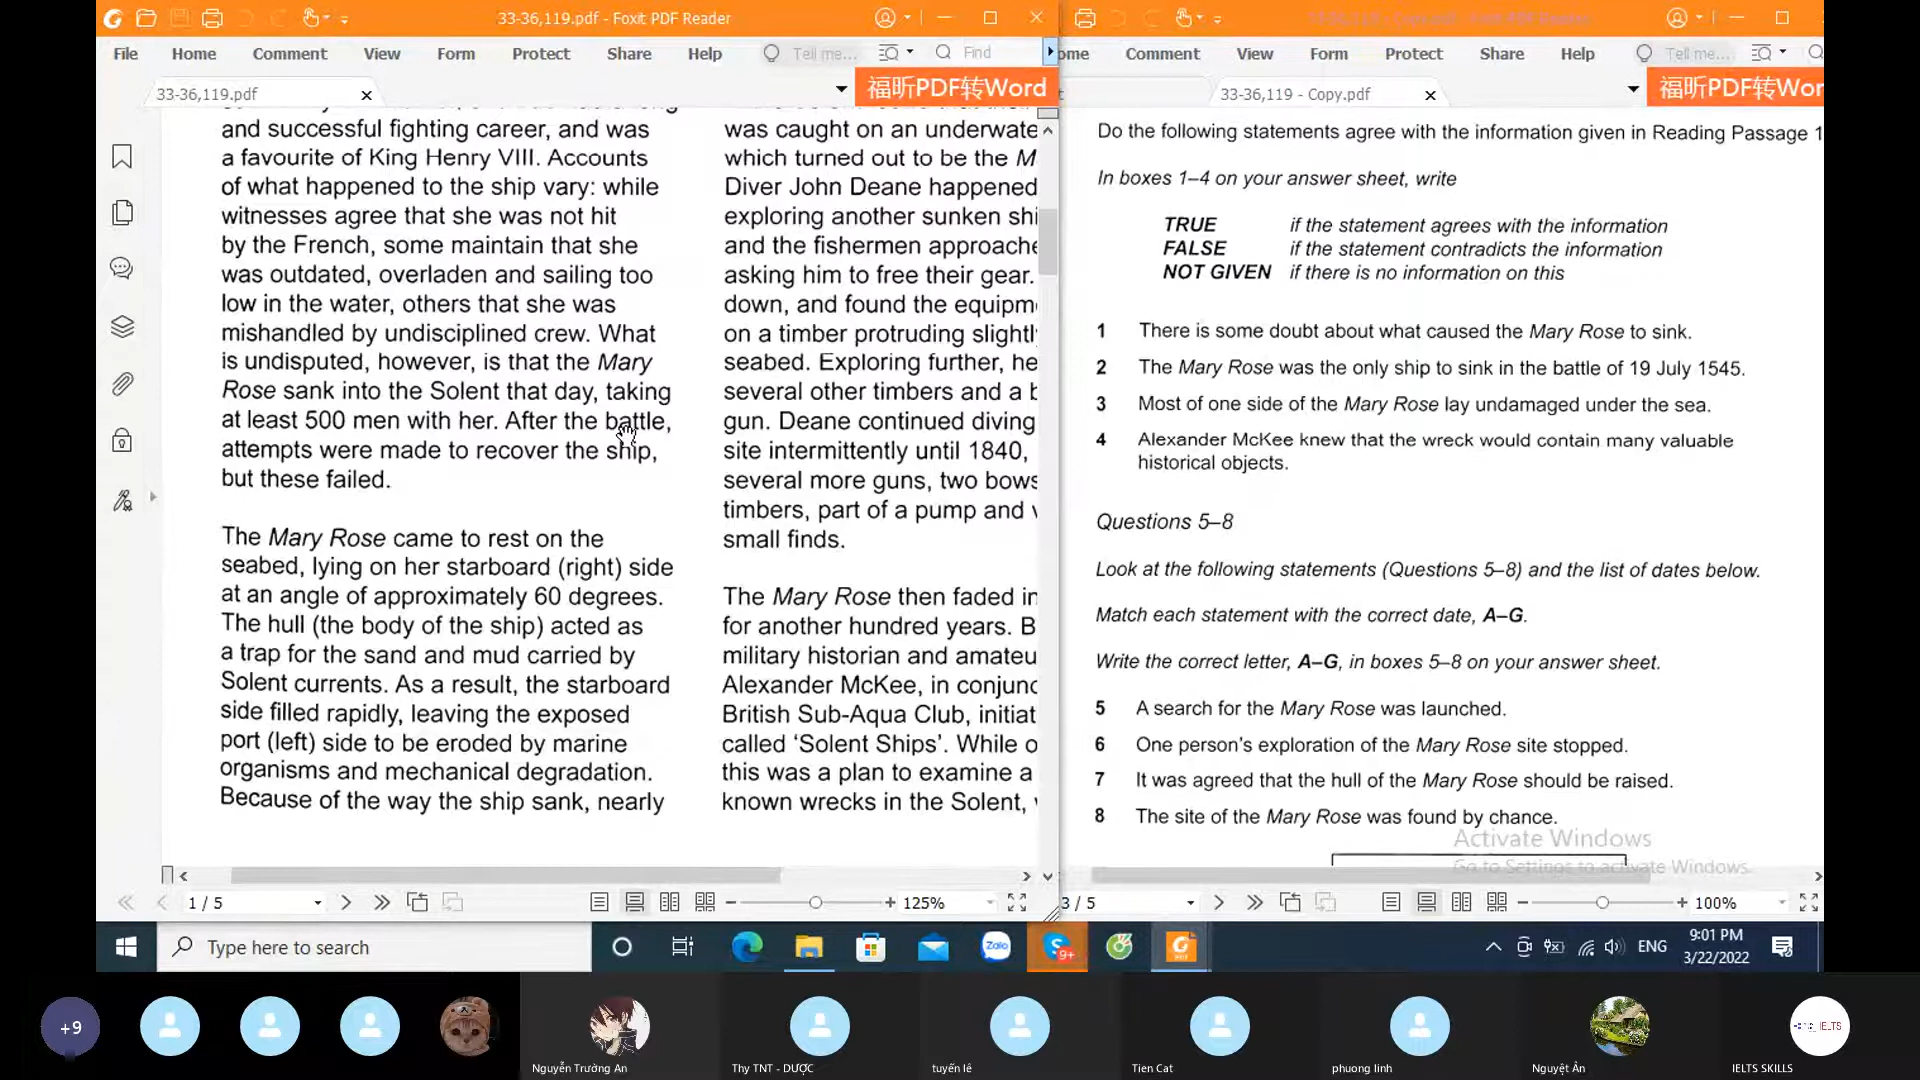 33-36,119.pdf - Foxit PDF Reader
File Home Comment View Form Protect Share Help Tell me... Find
33-36,119.pdf
福昕PDF转Word
and successful fighting career, and was
a favourite of King Henry VIII. Accounts
of what happened to the ship vary: while
witnesses agree that she was not hit
by the French, some maintain that she
was outdated, overladen and sailing too
low in the water, others that she was
mishandled by undisciplined crew. What
is undisputed, however, is that the Mary
Rose sank into the Solent that day, taking
at least 500 men with her. After the battle,
attempts were made to recover the ship,
but these failed.
The Mary Rose came to rest on the
seabed, lying on her starboard (right) side
at an angle of approximately 60 degrees.
The hull (the body of the ship) acted as
a trap for the sand and mud carried by
Solent currents. As a result, the starboard
side filled rapidly, leaving the exposed
port (left) side to be eroded by marine
organisms and mechanical degradation.
Because of the way the ship sank, nearly
was caught on an underwate
which turned out to be the M
Diver John Deane happened
exploring another sunken shi
and the fishermen approache
asking him to free their gear.
down, and found the equipm
on a timber protruding slightl
seabed. Exploring further, he
several other timbers and a b
gun. Deane continued diving
site intermittently until 1840,
several more guns, two bows
timbers, part of a pump and v
small finds.
The Mary Rose then faded in
for another hundred years. B
military historian and amateu
Alexander McKee, in conjunc
British Sub-Aqua Club, initiat
called ‘Solent Ships’. While o
this was a plan to examine a
known wrecks in the Solent,
1 / 5
125%
33-36,119 - Copy.pdf - Foxit PDF Reader
ome Comment View Form Protect Share Help Tell me...
33-36,119 - Copy.pdf
福昕PDF转Wor
Do the following statements agree with the information given in Reading Passage 1
In boxes 1–4 on your answer sheet, write
TRUE if the statement agrees with the information
FALSE if the statement contradicts the information
NOT GIVEN if there is no information on this
1 There is some doubt about what caused the Mary Rose to sink.
2 The Mary Rose was the only ship to sink in the battle of 19 July 1545.
3 Most of one side of the Mary Rose lay undamaged under the sea.
4 Alexander McKee knew that the wreck would contain many valuable
historical objects.
Questions 5–8
Look at the following statements (Questions 5–8) and the list of dates below.
Match each statement with the correct date, A–G.
Write the correct letter, A–G, in boxes 5–8 on your answer sheet.
5 A search for the Mary Rose was launched.
6 One person’s exploration of the Mary Rose site stopped.
7 It was agreed that the hull of the Mary Rose should be raised.
8 The site of the Mary Rose was found by chance.
Activate Windows
Go to Settings to activate Windows.
3 / 5
100%
Type here to search
Zalo
9+
ENG
9:01 PM
3/22/2022
+9
IELTS
Nguyễn Trường An
Thy TNT - DƯỢC
tuyến lê
Tien Cat
phuong linh
Nguyệt Ẩn
IELTS SKILLS